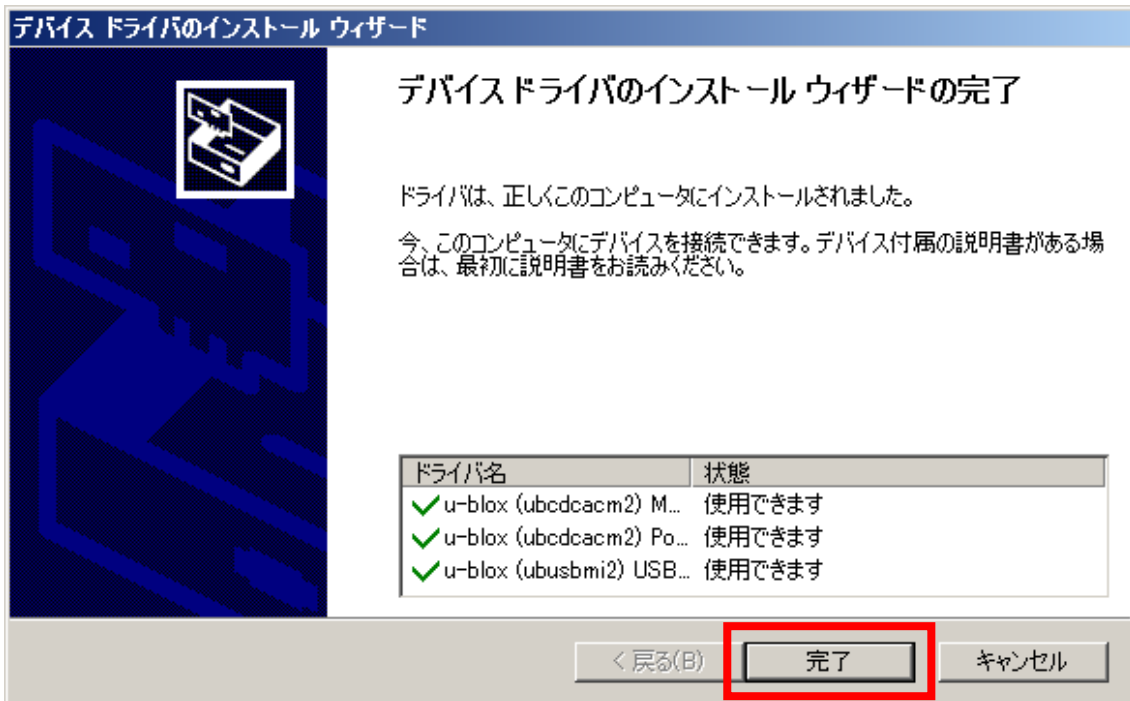 デバイス ドライバのインストール ウィザード
デバイス ドライバのインストール ウィザードの完了
ドライバは、正しくこのコンピュータにインストールされました。
今、このコンピュータにデバイスを接続できます。デバイス付属の説明書がある場
合は、最初に説明書をお読みください。
ドライバ名 状態
u-blox (ubcdcacm2) M... 使用できます
u-blox (ubcdcacm2) Po... 使用できます
u-blox (ubusbmi2) USB... 使用できます
< 戻る(B) 完了 キャンセル